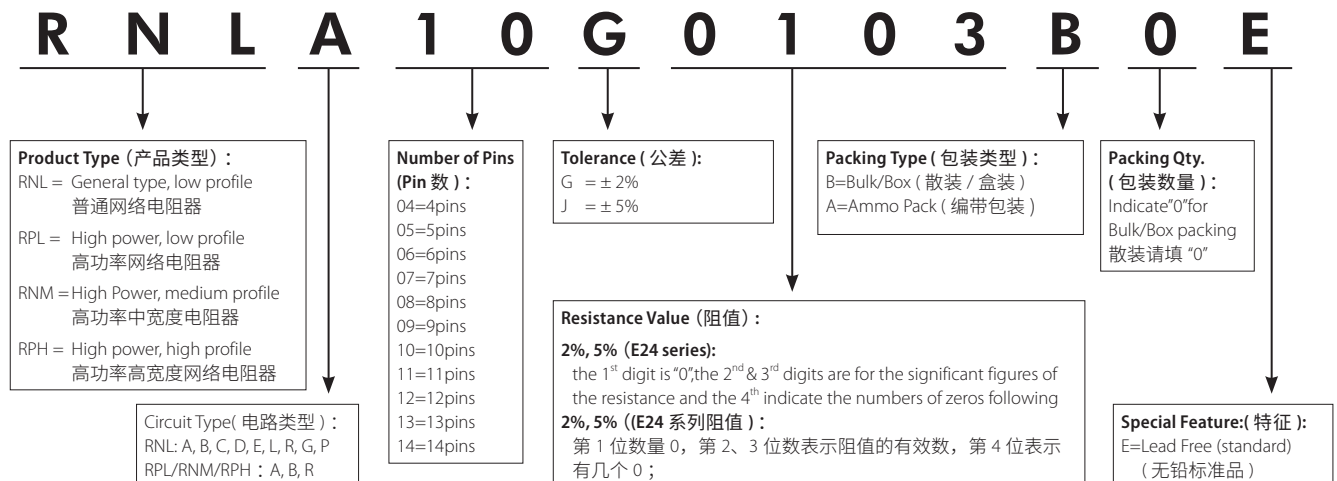 R N L A 1 0 G 0 1 0 3 B 0 E
Product Type (产品类型):
RNL = General type, low profile
普通网络电阻器
RPL = High power, low profile
高功率网络电阻器
RNM = High Power, medium profile
高功率中宽度电阻器
RPH = High power, high profile
高功率高宽度网络电阻器
Circuit Type( 电路类型 ):
RNL: A, B, C, D, E, L, R, G, P
RPL/RNM/RPH : A, B, R
Number of Pins
(Pin 数 ):
04=4pins
05=5pins
06=6pins
07=7pins
08=8pins
09=9pins
10=10pins
11=11pins
12=12pins
13=13pins
14=14pins
Tolerance ( 公差 ):
G = ± 2%
J = ± 5%
Resistance Value (阻值):
2%, 5% (E24 series):
the 1st digit is "0",the 2nd & 3rd digits are for the significant figures of
the resistance and the 4th indicate the numbers of zeros following
2%, 5% ((E24 系列阻值 ):
第 1 位数量 0，第 2、3 位数表示阻值的有效数，第 4 位表示
有几个 0；
Packing Type ( 包装类型 ):
B=Bulk/Box ( 散装 / 盒装 )
A=Ammo Pack ( 编带包装 )
Packing Qty.
( 包装数量 ):
Indicate"0"for
Bulk/Box packing
散装请填 "0"
Special Feature:( 特征 ):
E=Lead Free (standard)
( 无铅标准品 )